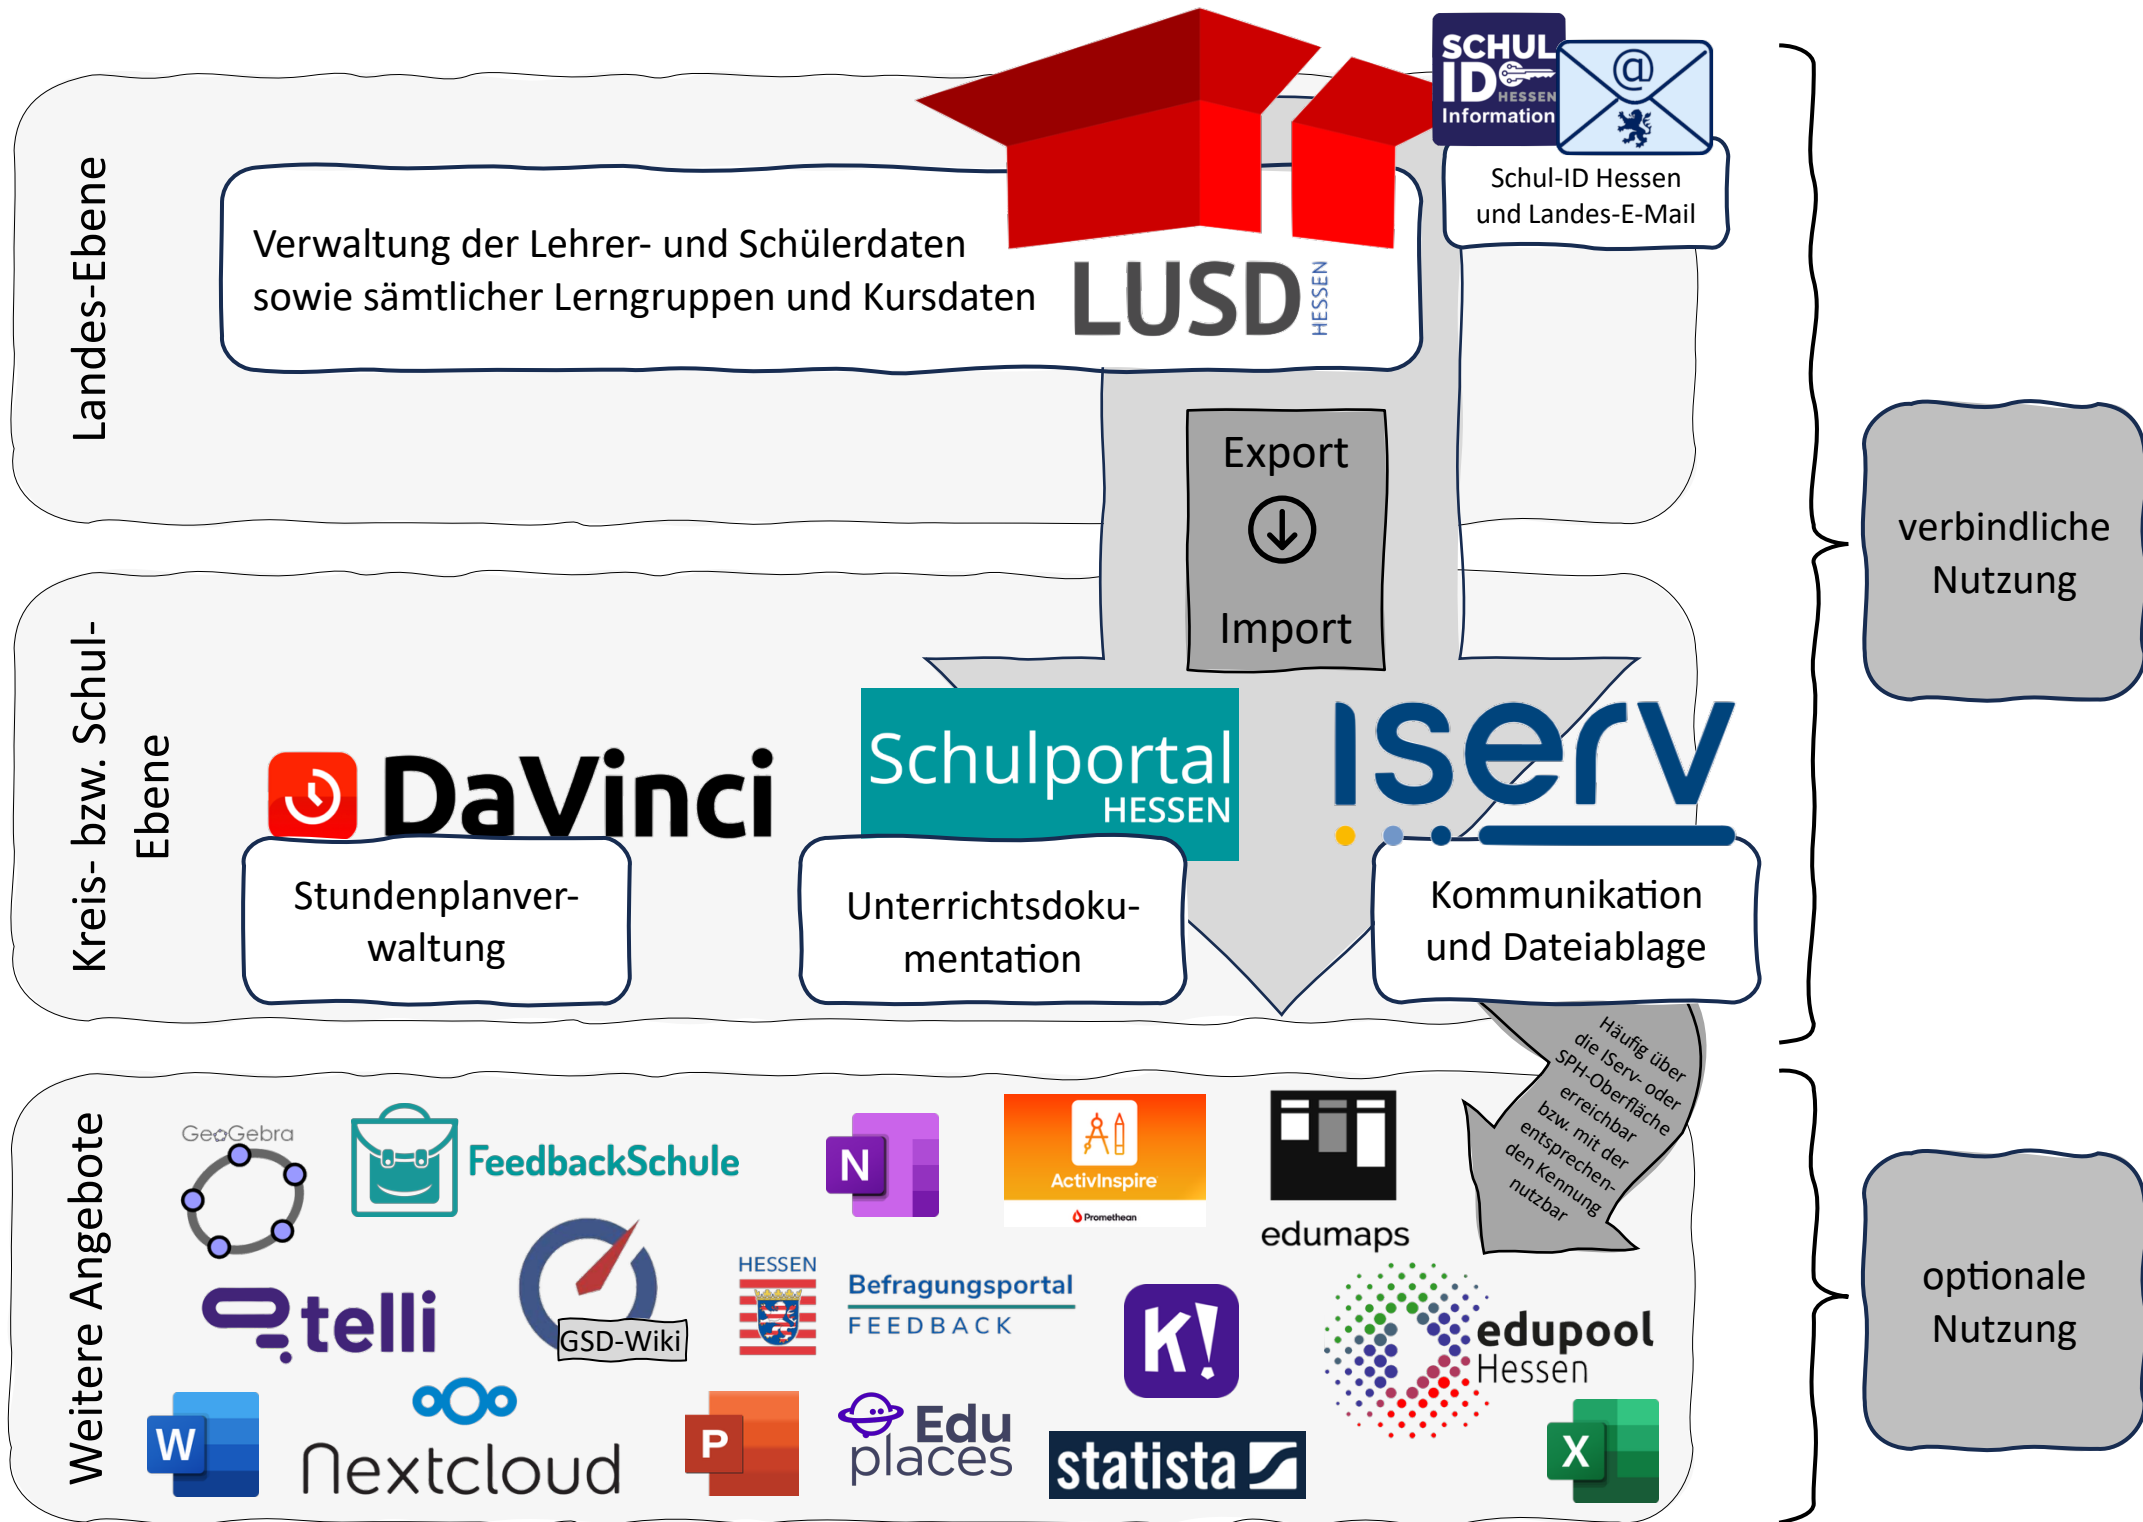 SCHUL
ID
HESSEN
Information
@
Schul-ID Hessen
und Landes-E-Mail
Landes-Ebene
Verwaltung der Lehrer- und Schülerdaten
sowie sämtlicher Lerngruppen und Kursdaten
LUSD
HESSEN
Export
Import
verbindliche
Nutzung
Kreis- bzw. Schul-
Ebene
DaVinci
Stundenplanver-
waltung
Schulportal
HESSEN
Unterrichtsdoku-
mentation
Iserv
Kommunikation
und Dateiablage
Häufig über
die IServ- oder
SPH-Oberfläche
erreichbar
bzw. mit der
entsprechen-
den Kennung
nutzbar
Weitere Angebote
GeoGebra
FeedbackSchule
N
ActivInspire
Promethean
edumaps
telli
GSD-Wiki
HESSEN
Befragungsportal
FEEDBACK
K!
edupool
Hessen
W
Nextcloud
P
Edu
places
statista
X
optionale
Nutzung